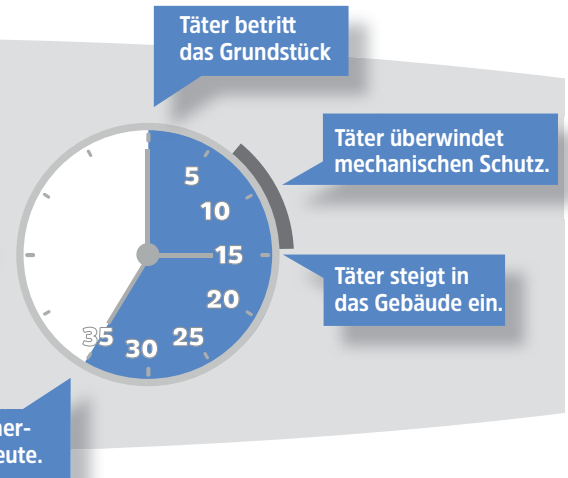 Täter betritt
das Grundstück
Täter überwindet
mechanischen Schutz.
5
10
15
20
25
30
35
Täter steigt in
das Gebäude ein.